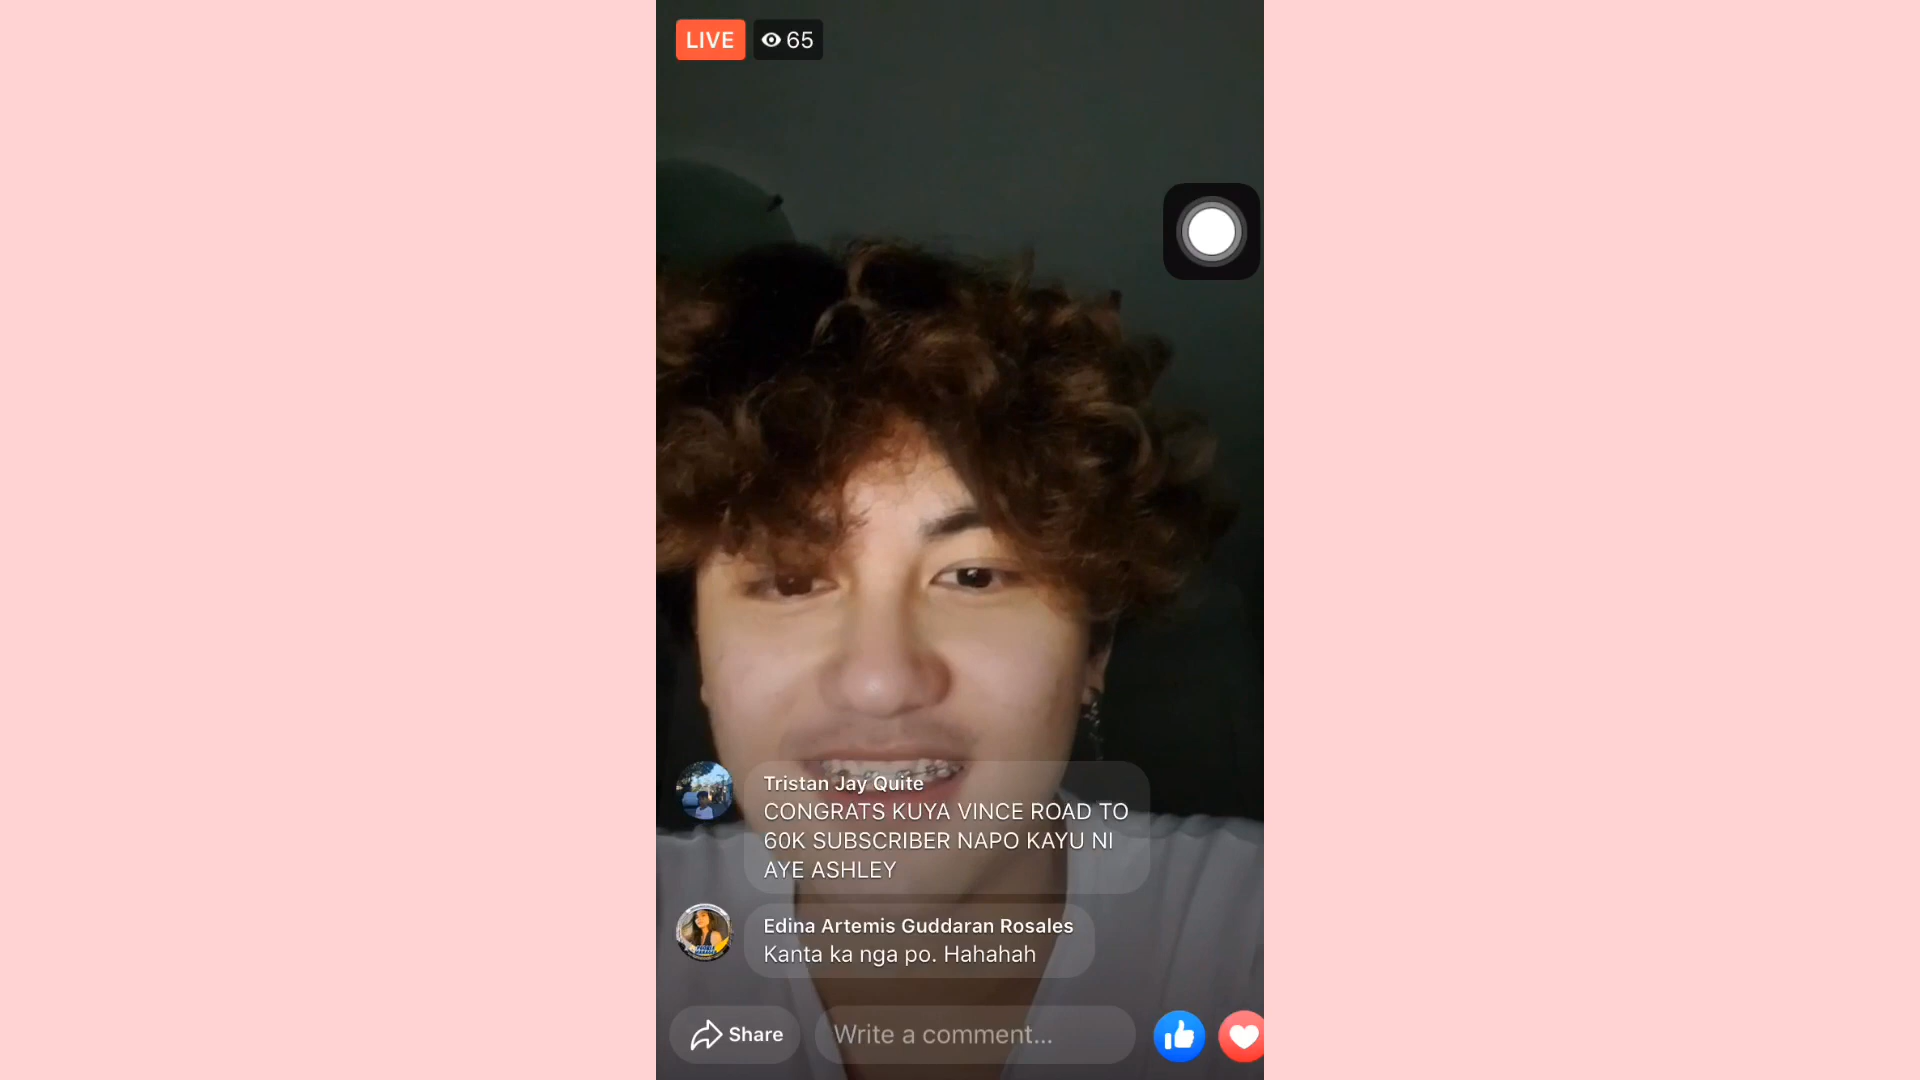 LIVE 65
Tristan Jay Quite
CONGRATS KUYA VINCE ROAD TO
60K SUBSCRIBER NAPO KAYU NI
AYE ASHLEY
Edina Artemis Guddaran Rosales
Kanta ka nga po. Hahahah
Share Write a comment...